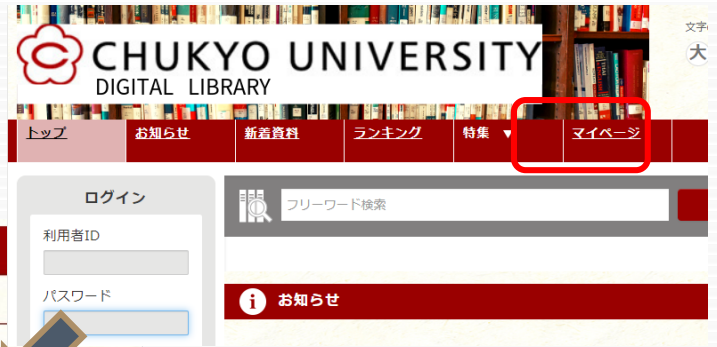 CHUKYO UNIVERSITY
DIGITAL LIBRARY
大
トップ お知らせ 新着資料 ランキング 特集 ▼ マイページ
ログイン
利用者ID
パスワード
フリーワード検索
お知らせ